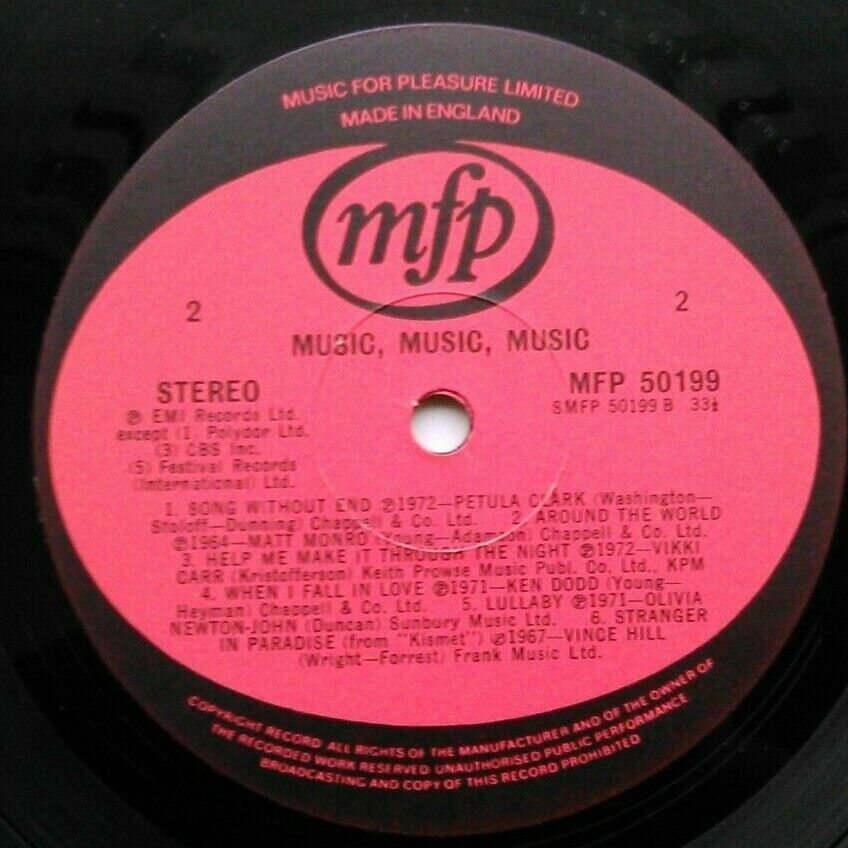 MUSIC FOR PLEASURE LIMITED
MADE IN ENGLAND
mfp
2 2
MUSIC, MUSIC, MUSIC
STEREO MFP 50199
SMFP 50199 B 33⅓
℗ EMI Records Ltd.
except (1) Polydor Ltd.
(3) CBS Inc.
(5) Festival Records
(International) Ltd.
1. SONG WITHOUT END ℗1972—PETULA CLARK (Washington—
Stoloff—Dunning) Chappell & Co. Ltd. 2. AROUND THE WORLD
℗1964—MATT MONRO (Young—Adamson) Chappell & Co. Ltd.
3. HELP ME MAKE IT THROUGH THE NIGHT ℗1972—VIKKI
CARR (Kristofferson) Keith Prowse Music Publ. Co. Ltd., KPM
4. WHEN I FALL IN LOVE ℗1971—KEN DODD (Young—
Heyman) Chappell & Co. Ltd. 5. LULLABY ℗1971—OLIVIA
NEWTON-JOHN (Duncan) Sunbury Music Ltd. 6. STRANGER
IN PARADISE (from "Kismet") ℗1967—VINCE HILL
(Wright—Forrest) Frank Music Ltd.
COPYRIGHT RECORD ALL RIGHTS OF THE MANUFACTURER AND OF THE OWNER OF
THE RECORDED WORK RESERVED UNAUTHORISED PUBLIC PERFORMANCE
BROADCASTING AND COPY OF THIS RECORD PROHIBITED